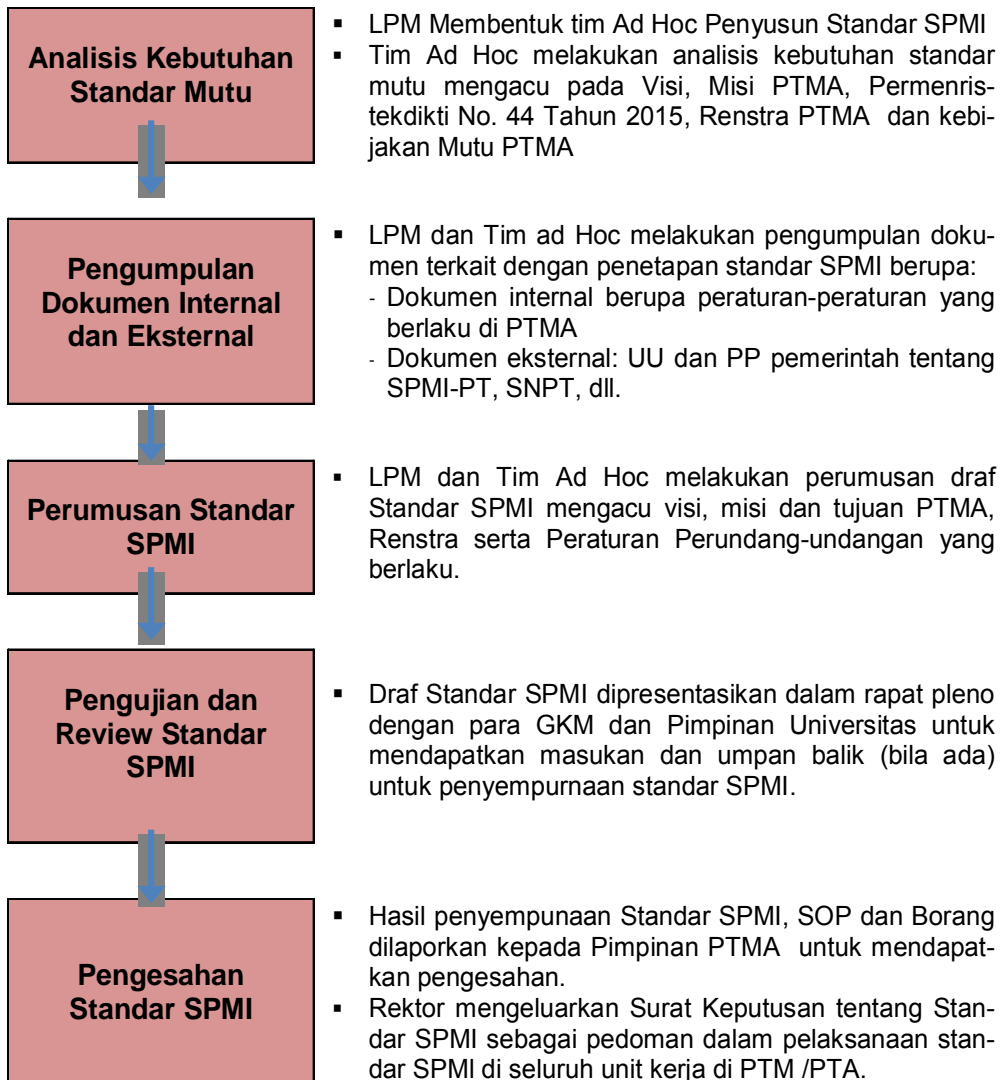 Analisis Kebutuhan
Standar Mutu
▪ LPM Membentuk tim Ad Hoc Penyusun Standar SPMI
▪ Tim Ad Hoc melakukan analisis kebutuhan standar
mutu mengacu pada Visi, Misi PTMA, Permenris-
tekdikti No. 44 Tahun 2015, Renstra PTMA dan kebi-
jakan Mutu PTMA
Pengumpulan
Dokumen Internal
dan Eksternal
▪ LPM dan Tim ad Hoc melakukan pengumpulan doku-
men terkait dengan penetapan standar SPMI berupa:
- Dokumen internal berupa peraturan-peraturan yang
berlaku di PTMA
- Dokumen eksternal: UU dan PP pemerintah tentang
SPMI-PT, SNPT, dll.
Perumusan Standar
SPMI
▪ LPM dan Tim Ad Hoc melakukan perumusan draf
Standar SPMI mengacu visi, misi dan tujuan PTMA,
Renstra serta Peraturan Perundang-undangan yang
berlaku.
Pengujian dan
Review Standar
SPMI
▪ Draf Standar SPMI dipresentasikan dalam rapat pleno
dengan para GKM dan Pimpinan Universitas untuk
mendapatkan masukan dan umpan balik (bila ada)
untuk penyempurnaan standar SPMI.
Pengesahan
Standar SPMI
▪ Hasil penyempunaan Standar SPMI, SOP dan Borang
dilaporkan kepada Pimpinan PTMA untuk mendapat-
kan pengesahan.
▪ Rektor mengeluarkan Surat Keputusan tentang Stan-
dar SPMI sebagai pedoman dalam pelaksanaan stan-
dar SPMI di seluruh unit kerja di PTM /PTA.